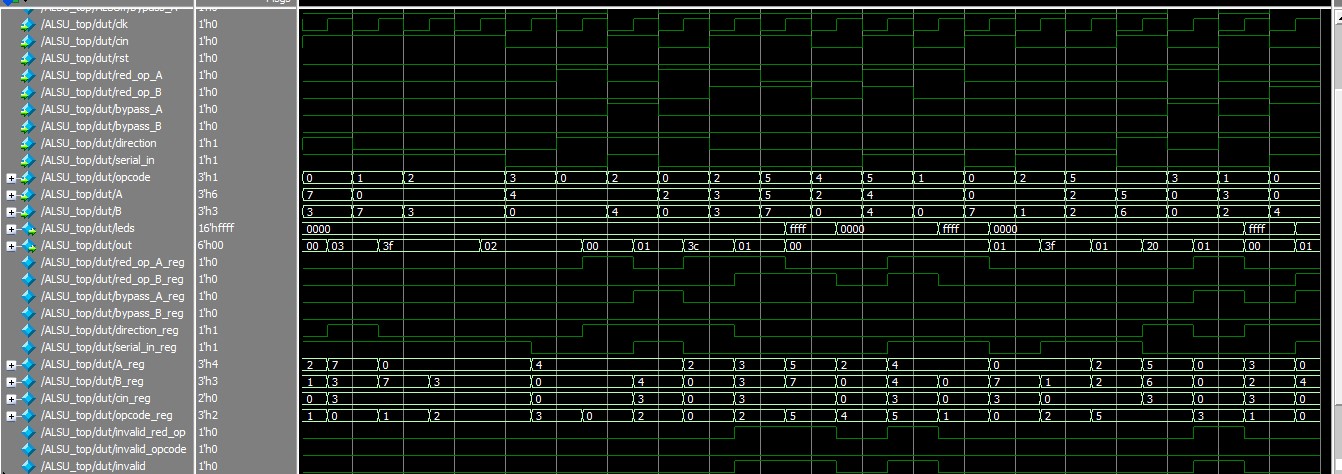 Msgs
/ALSU_top/dut/clk 1'h0
/ALSU_top/dut/cin 1'h0
/ALSU_top/dut/rst 1'h0
/ALSU_top/dut/red_op_A 1'h0
/ALSU_top/dut/red_op_B 1'h0
/ALSU_top/dut/bypass_A 1'h0
/ALSU_top/dut/bypass_B 1'h0
/ALSU_top/dut/direction 1'h1
/ALSU_top/dut/serial_in 1'h1
/ALSU_top/dut/opcode 3'h1 0 1 2 3 0 2 0 2 5 4 5 1 0 2 5 3 1 0
/ALSU_top/dut/A 3'h6 7 0 4 2 3 5 2 4 0 2 5 0 3 0
/ALSU_top/dut/B 3'h3 3 7 3 0 4 0 3 7 0 4 0 7 1 2 6 0 2 4
/ALSU_top/dut/leds 16'hffff 0000 ffff 0000 ffff 0000 ffff
/ALSU_top/dut/out 6'h00 00 03 3f 02 00 01 3c 01 00 01 3f 01 20 01 00 01
/ALSU_top/dut/red_op_A_reg 1'h0
/ALSU_top/dut/red_op_B_reg 1'h0
/ALSU_top/dut/bypass_A_reg 1'h0
/ALSU_top/dut/bypass_B_reg 1'h0
/ALSU_top/dut/direction_reg 1'h1
/ALSU_top/dut/serial_in_reg 1'h1
/ALSU_top/dut/A_reg 3'h4 2 7 0 4 2 3 5 2 4 0 2 5 0 3 0
/ALSU_top/dut/B_reg 3'h3 1 3 7 3 0 4 0 3 7 0 4 0 7 1 2 6 0 2 4
/ALSU_top/dut/cin_reg 2'h0 0 3 0 3 0 3 0 3 0 3 0 3 0 3 0
/ALSU_top/dut/opcode_reg 3'h2 1 0 1 2 3 0 2 0 2 5 4 5 1 0 2 5 3 1 0
/ALSU_top/dut/invalid_red_op 1'h0
/ALSU_top/dut/invalid_opcode 1'h0
/ALSU_top/dut/invalid 1'h0